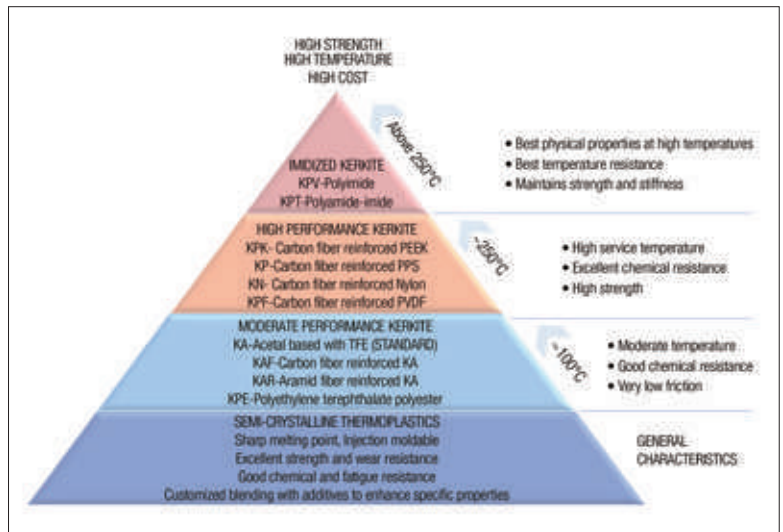 HIGH STRENGTH
HIGH TEMPERATURE
HIGH COST
Above 250°C
IMIDIZED KERKITE
KPV-Polyimide
KPT-Polyamide-imide
• Best physical properties at high temperatures
• Best temperature resistance
• Maintains strength and stiffness
~250°C
HIGH PERFORMANCE KERKITE
KPK- Carbon fiber reinforced PEEK
KP-Carbon fiber reinforced PPS
KN- Carbon fiber reinforced Nylon
KPF-Carbon fiber reinforced PVDF
• High service temperature
• Excellent chemical resistance
• High strength
~100°C
MODERATE PERFORMANCE KERKITE
KA-Acetal based with TFE (STANDARD)
KAF-Carbon fiber reinforced KA
KAR-Aramid fiber reinforced KA
KPE-Polyethylene terephthalate polyester
• Moderate temperature
• Good chemical resistance
• Very low friction
SEMI-CRYSTALLINE THERMOPLASTICS
Sharp melting point, Injection moldable
Excellent strength and wear resistance
Good chemical and fatigue resistance
Customized blending with additives to enhance specific properties
GENERAL
CHARACTERISTICS